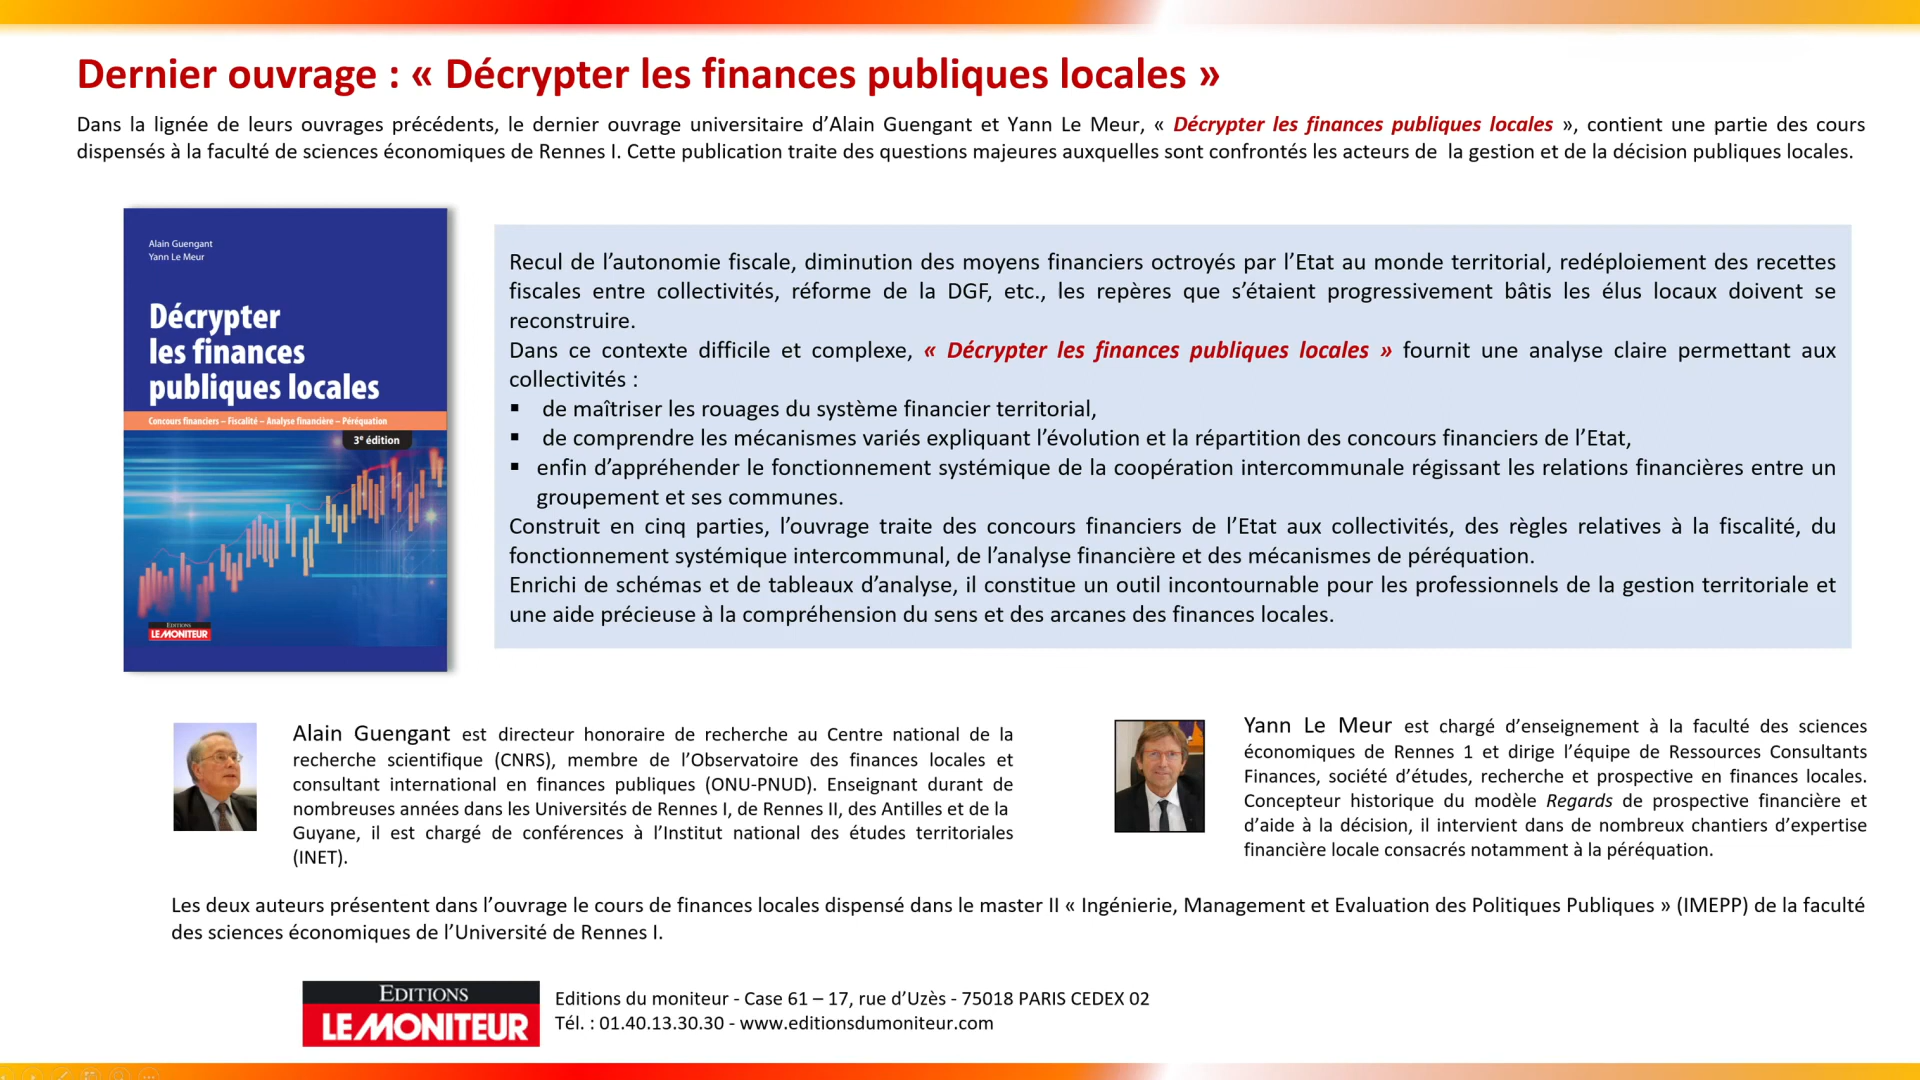 Dernier ouvrage : « Décrypter les finances publiques locales »
Dans la lignée de leurs ouvrages précédents, le dernier ouvrage universitaire d’Alain Guengant et Yann Le Meur, « Décrypter les finances publiques locales », contient une partie des cours
dispensés à la faculté de sciences économiques de Rennes I. Cette publication traite des questions majeures auxquelles sont confrontés les acteurs de la gestion et de la décision publiques locales.
Alain Guengant
Yann Le Meur
Décrypter
les finances
publiques locales
Concours financiers – Fiscalité – Analyse financière – Péréquation
3e édition
EDITIONS
LE MONITEUR
Recul de l’autonomie fiscale, diminution des moyens financiers octroyés par l’Etat au monde territorial, redéploiement des recettes
fiscales entre collectivités, réforme de la DGF, etc., les repères que s’étaient progressivement bâtis les élus locaux doivent se
reconstruire.
Dans ce contexte difficile et complexe, « Décrypter les finances publiques locales » fournit une analyse claire permettant aux
collectivités :
▪ de maîtriser les rouages du système financier territorial,
▪ de comprendre les mécanismes variés expliquant l’évolution et la répartition des concours financiers de l’Etat,
▪ enfin d’appréhender le fonctionnement systémique de la coopération intercommunale régissant les relations financières entre un
groupement et ses communes.
Construit en cinq parties, l’ouvrage traite des concours financiers de l’Etat aux collectivités, des règles relatives à la fiscalité, du
fonctionnement systémique intercommunal, de l’analyse financière et des mécanismes de péréquation.
Enrichi de schémas et de tableaux d’analyse, il constitue un outil incontournable pour les professionnels de la gestion territoriale et
une aide précieuse à la compréhension du sens et des arcanes des finances locales.
Alain Guengant est directeur honoraire de recherche au Centre national de la
recherche scientifique (CNRS), membre de l’Observatoire des finances locales et
consultant international en finances publiques (ONU-PNUD). Enseignant durant de
nombreuses années dans les Universités de Rennes I, de Rennes II, des Antilles et de la
Guyane, il est chargé de conférences à l’Institut national des études territoriales
(INET).
Yann Le Meur est chargé d’enseignement à la faculté des sciences
économiques de Rennes 1 et dirige l’équipe de Ressources Consultants
Finances, société d’études, recherche et prospective en finances locales.
Concepteur historique du modèle Regards de prospective financière et
d’aide à la décision, il intervient dans de nombreux chantiers d’expertise
financière locale consacrés notamment à la péréquation.
Les deux auteurs présentent dans l’ouvrage le cours de finances locales dispensé dans le master II « Ingénierie, Management et Evaluation des Politiques Publiques » (IMEPP) de la faculté
des sciences économiques de l’Université de Rennes I.
EDITIONS
LE MONITEUR
Editions du moniteur - Case 61 – 17, rue d’Uzès - 75018 PARIS CEDEX 02
Tél. : 01.40.13.30.30 - www.editionsdumoniteur.com